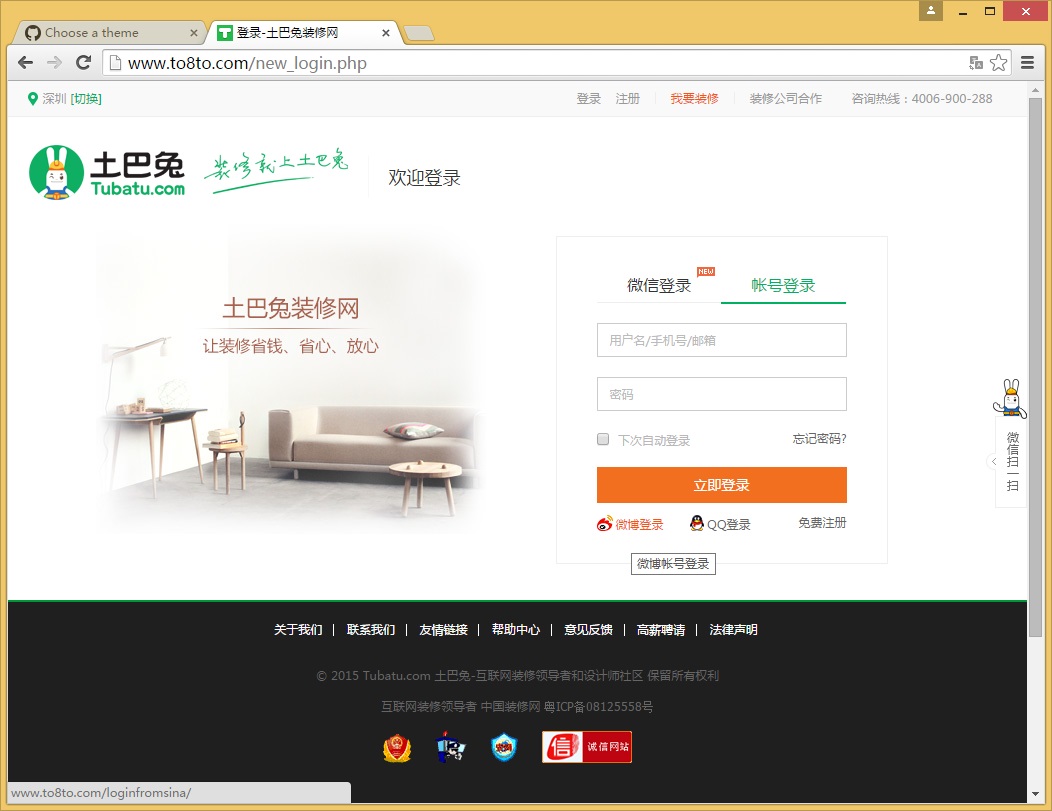 Choose a theme
登录-土巴兔装修网
www.to8to.com/new_login.php
深圳 [切换]
登录 注册 我要装修 装修公司合作 咨询热线：4006-900-288
土巴兔
Tubatu.com
装修就上土巴兔
欢迎登录
土巴兔装修网
让装修省钱、省心、放心
微信登录 NEW 帐号登录
用户名/手机号/邮箱
密码
下次自动登录 忘记密码?
立即登录
微博登录 QQ登录 免费注册
微博帐号登录
微信扫一扫
关于我们 | 联系我们 | 友情链接 | 帮助中心 | 意见反馈 | 高薪聘请 | 法律声明
© 2015 Tubatu.com 土巴兔-互联网装修领导者和设计师社区 保留所有权利
互联网装修领导者 中国装修网 粤ICP备08125558号
信 诚信网站
www.to8to.com/loginfromsina/